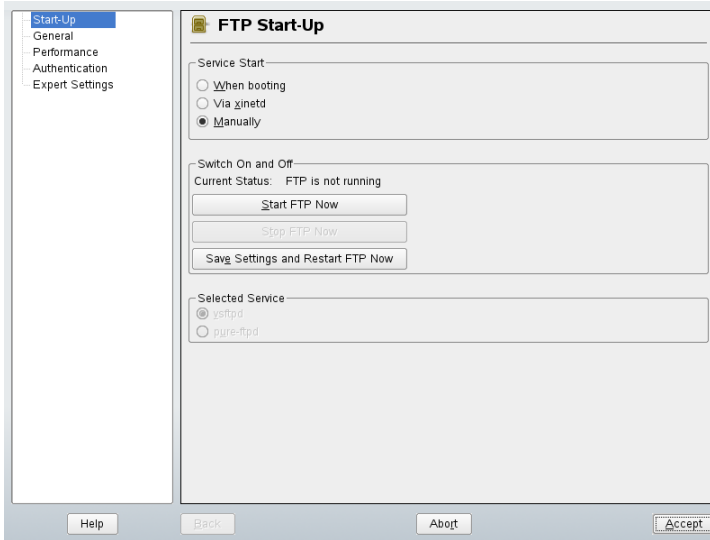 Start-Up
General
Performance
Authentication
Expert Settings
FTP Start-Up
Service Start
When booting
Via xinetd
Manually
Switch On and Off
Current Status: FTP is not running
Start FTP Now
Stop FTP Now
Save Settings and Restart FTP Now
Selected Service
vsftpd
pure-ftpd
Help
Back
Abort
Accept